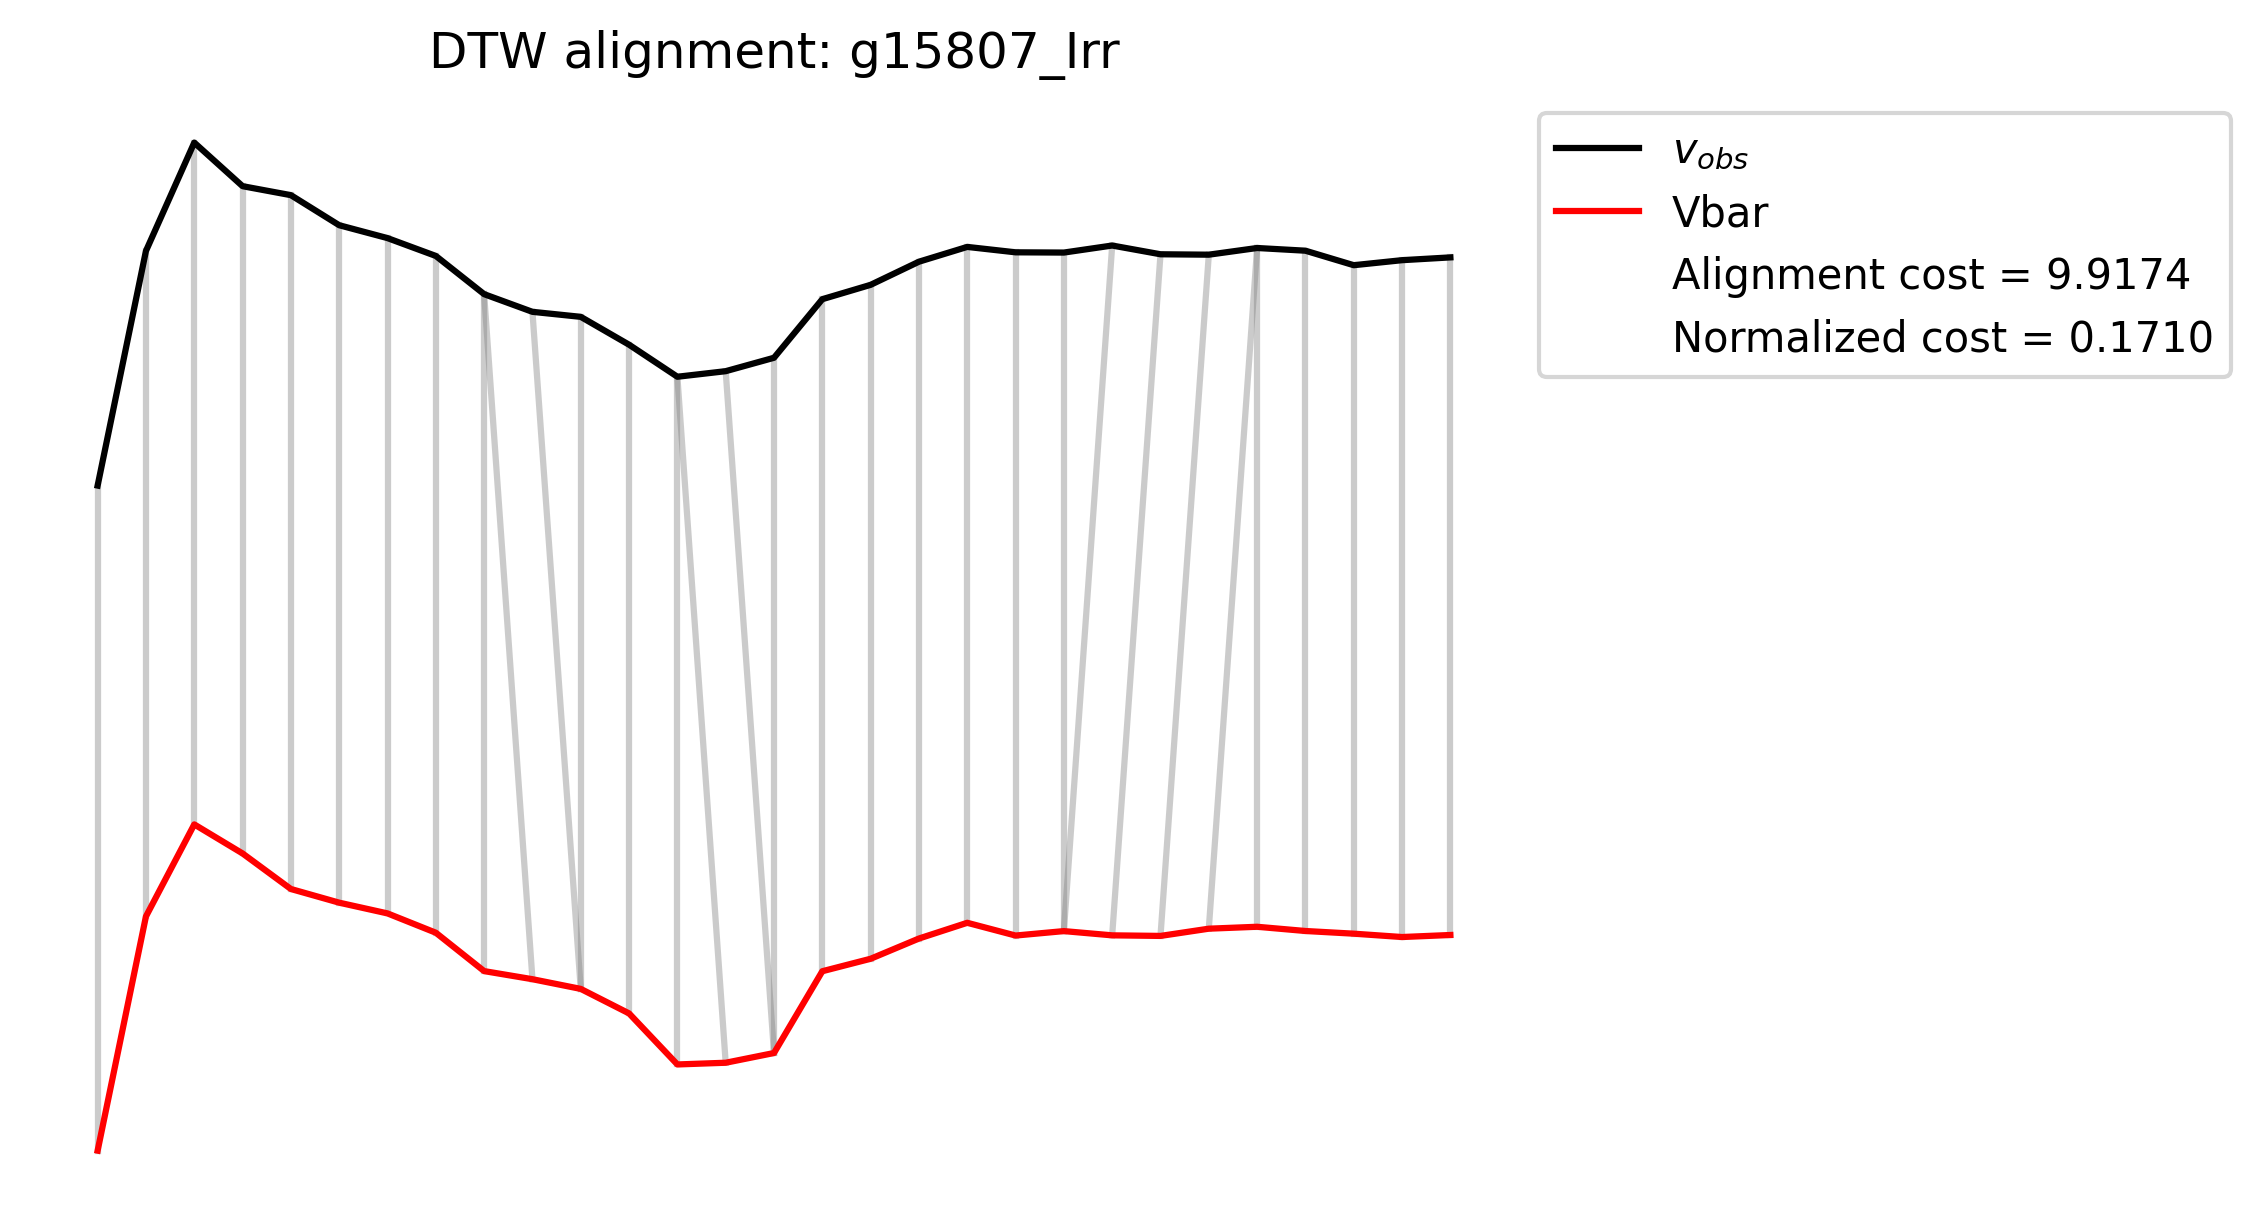 DTW alignment: g15807_Irr
v_obs
Vbar
Alignment cost = 9.9174
Normalized cost = 0.1710